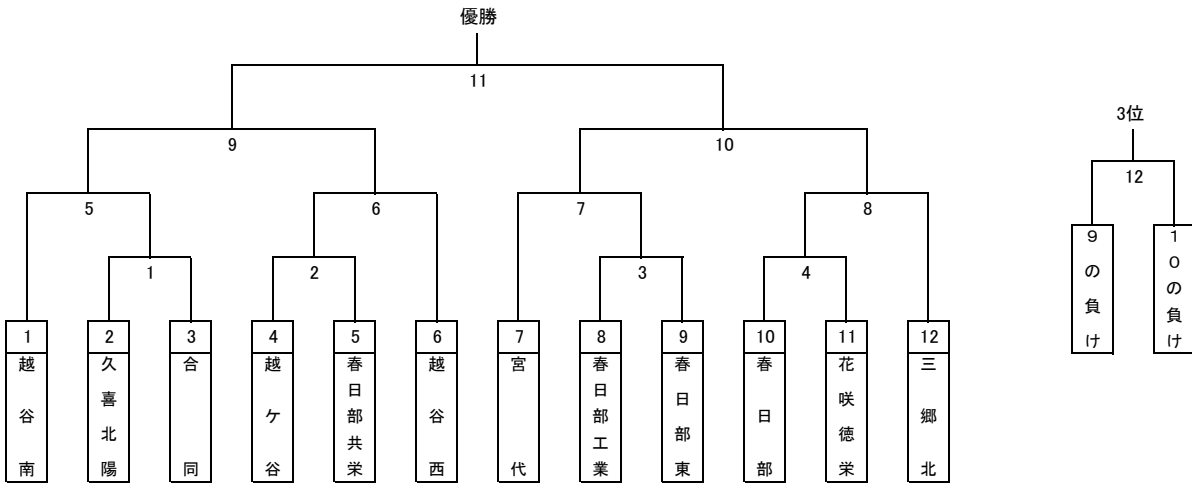 優勝
11
3位
9
10
12
5
6
7
8
9の負け
10の負け
1
2
3
4
1
2
3
4
5
6
7
8
9
10
11
12
越谷南
久喜北陽
合同
越ケ谷
春日部共栄
越谷西
宮代
春日部工業
春日部東
春日部
花咲徳栄
三郷北